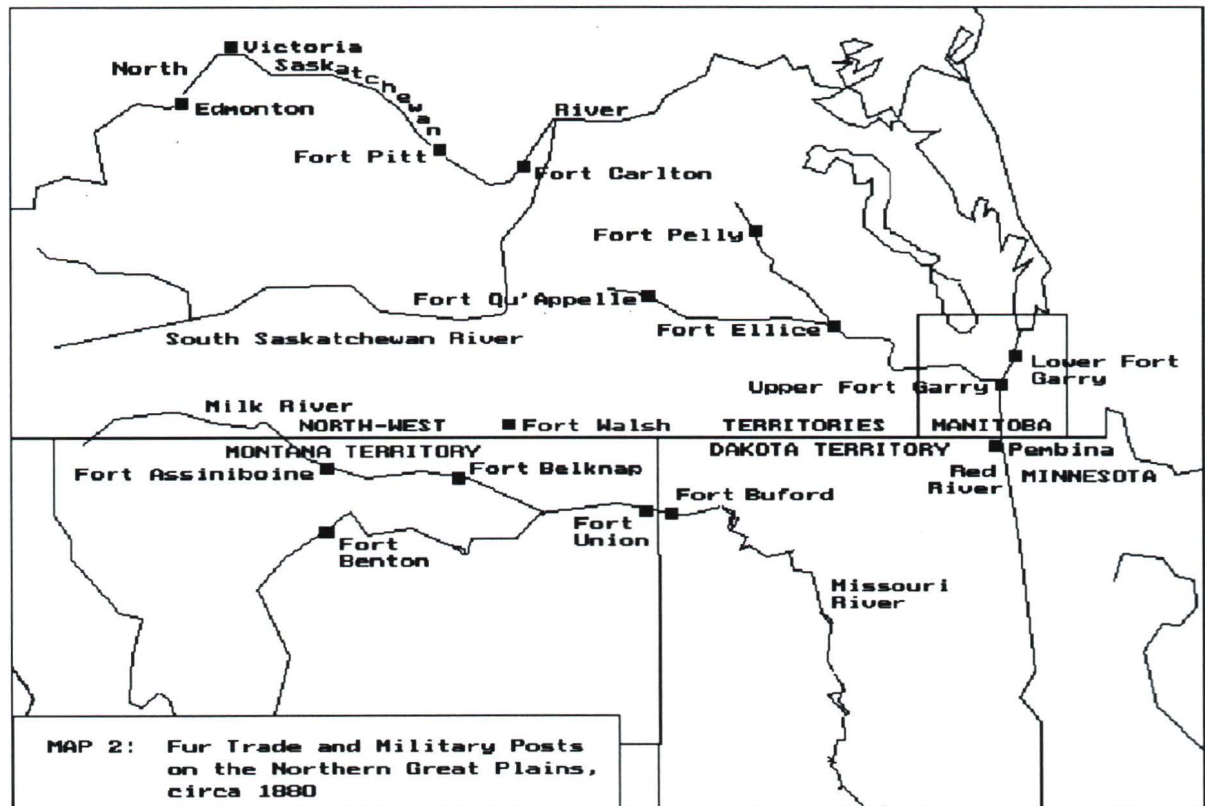 Victoria
North Saskatchewan River
Edmonton
Fort Pitt
Fort Carlton
Fort Pelly
Fort Qu'Appelle
Fort Ellice
South Saskatchewan River
Lower Fort
Garry
Upper Fort Garry
Milk River
NORTH-WEST TERRITORIES
Fort Walsh
MANITOBA
MONTANA TERRITORY
DAKOTA TERRITORY
Pembina
Fort Assiniboine
Fort Belknap
Red
River
MINNESOTA
Fort Buford
Fort
Union
Fort
Benton
Missouri
River
MAP 2: Fur Trade and Military Posts
on the Northern Great Plains,
circa 1880